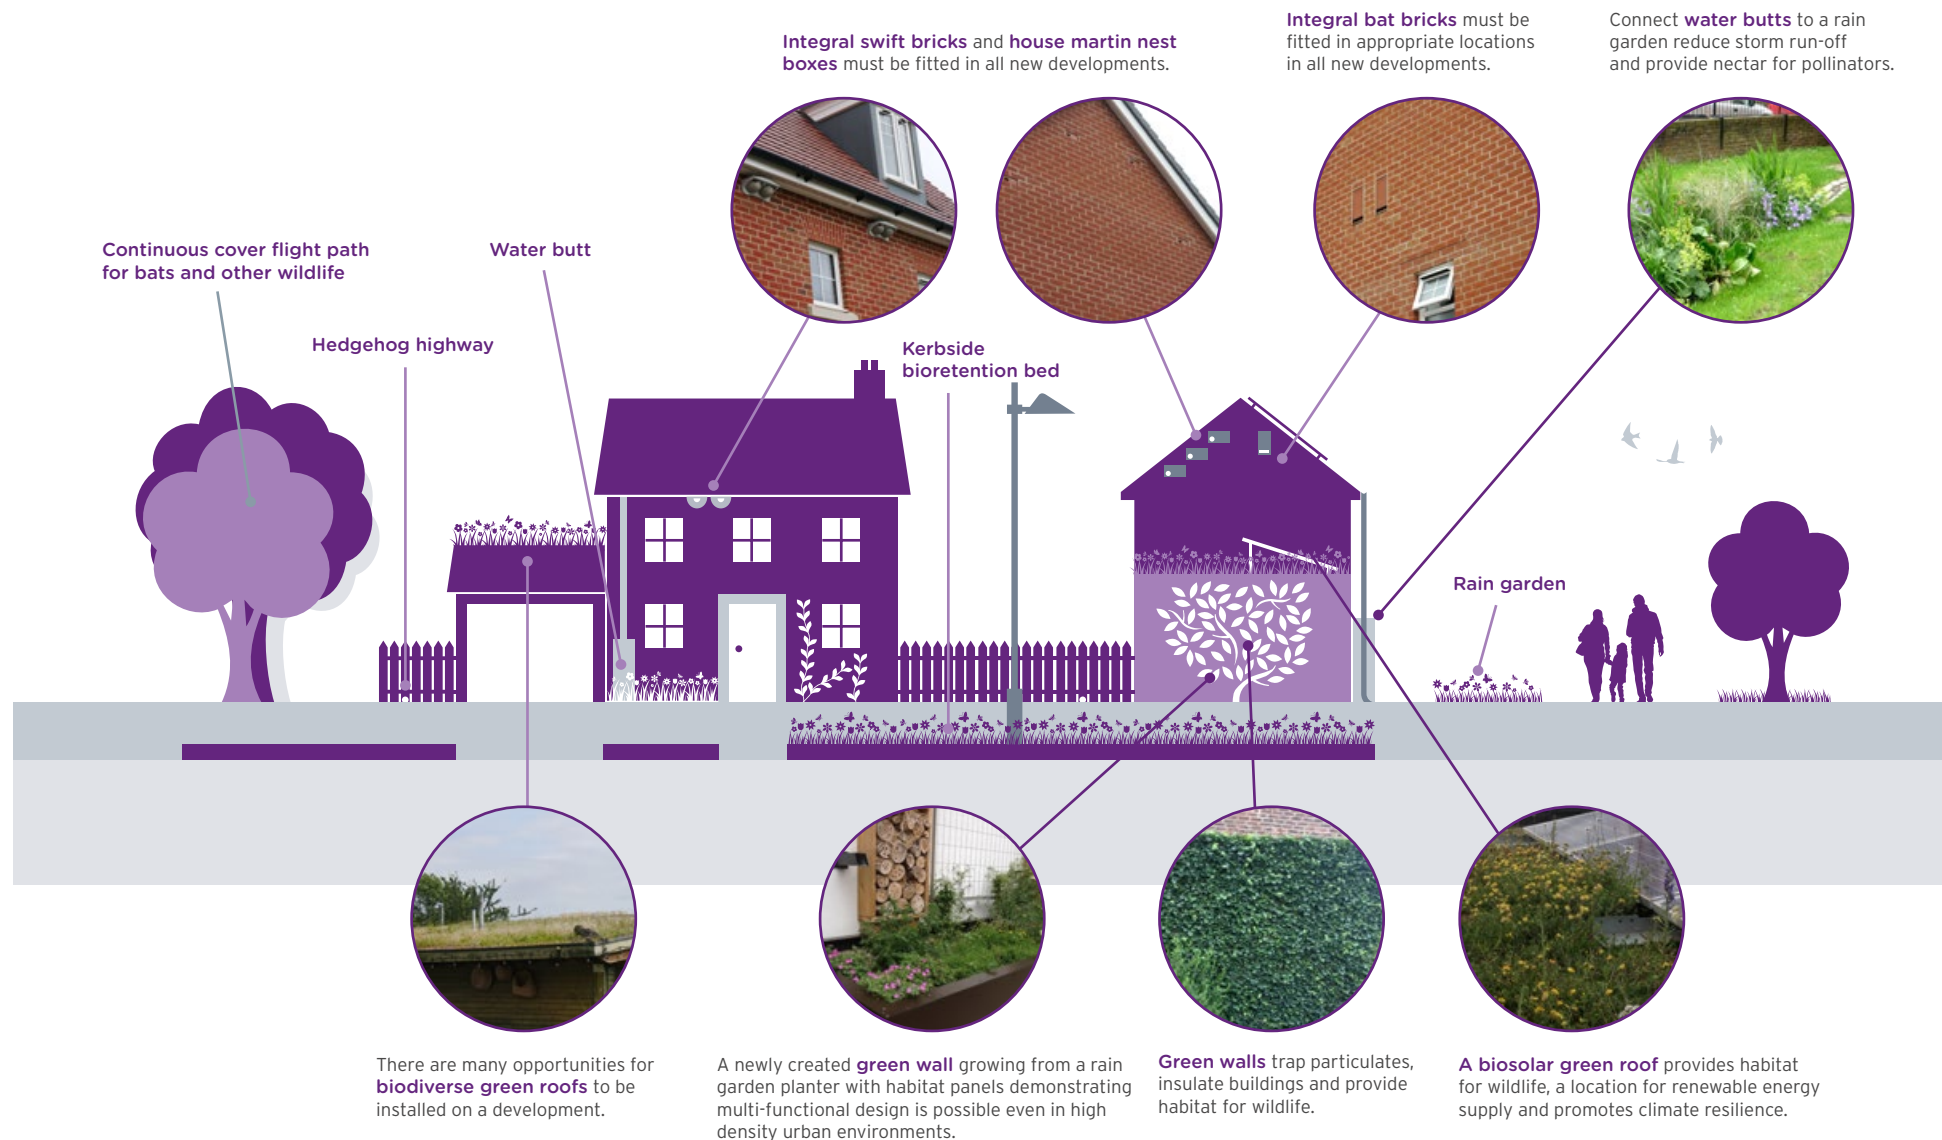 Integral swift bricks and house martin nest
boxes must be fitted in all new developments.
Integral bat bricks must be
fitted in appropriate locations
in all new developments.
Connect water butts to a rain
garden reduce storm run-off
and provide nectar for pollinators.
Continuous cover flight path
for bats and other wildlife
Water butt
Hedgehog highway
Kerbside
bioretention bed
Rain garden
There are many opportunities for
biodiverse green roofs to be
installed on a development.
A newly created green wall growing from a rain
garden planter with habitat panels demonstrating
multi-functional design is possible even in high
density urban environments.
Green walls trap particulates,
insulate buildings and provide
habitat for wildlife.
A biosolar green roof provides habitat
for wildlife, a location for renewable energy
supply and promotes climate resilience.